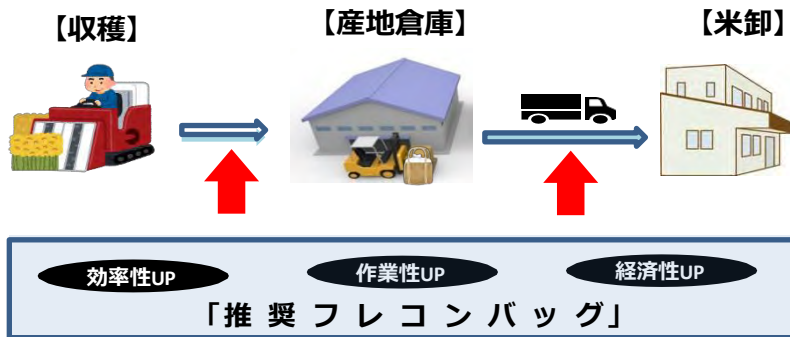 【収穫】 【産地倉庫】 【米卸】
効率性UP 作業性UP 経済性UP
「推 奨 フ レ コ ン バ ッ グ」